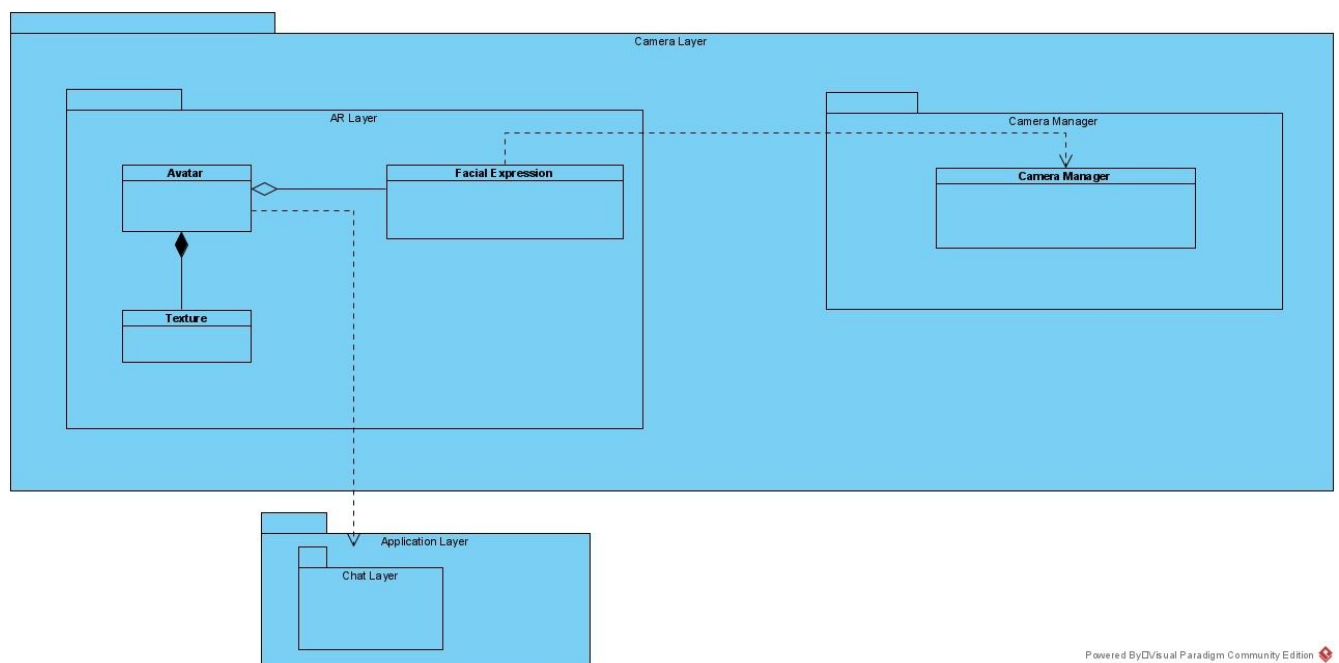 Camera Layer
AR Layer
Camera Manager
Avatar
Facial Expression
Camera Manager
Texture
Application Layer
Chat Layer
Powered By□Visual Paradigm Community Edition